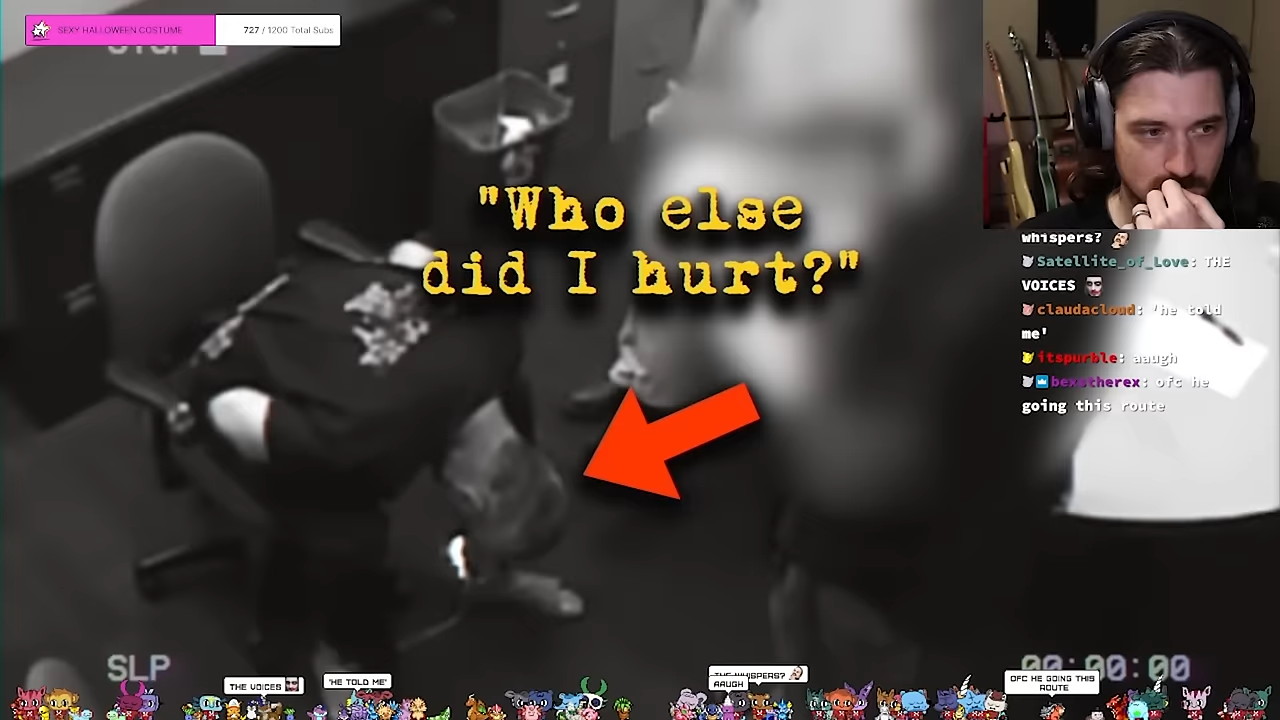 SEXY HALLOWEEN COSTUME
727 / 1200 Total Subs
"Who else
did I hurt?"
whispers?
Satellite_of_Love: THE
VOICES
claudacloud: 'he told
me'
itspurble: aaugh
bexstherex: ofc he
going this route
SLP
00:00:00
THE VOICES
'HE TOLD ME'
WHISPERS?
AAUGH
OFC HE GOING THIS
ROUTE